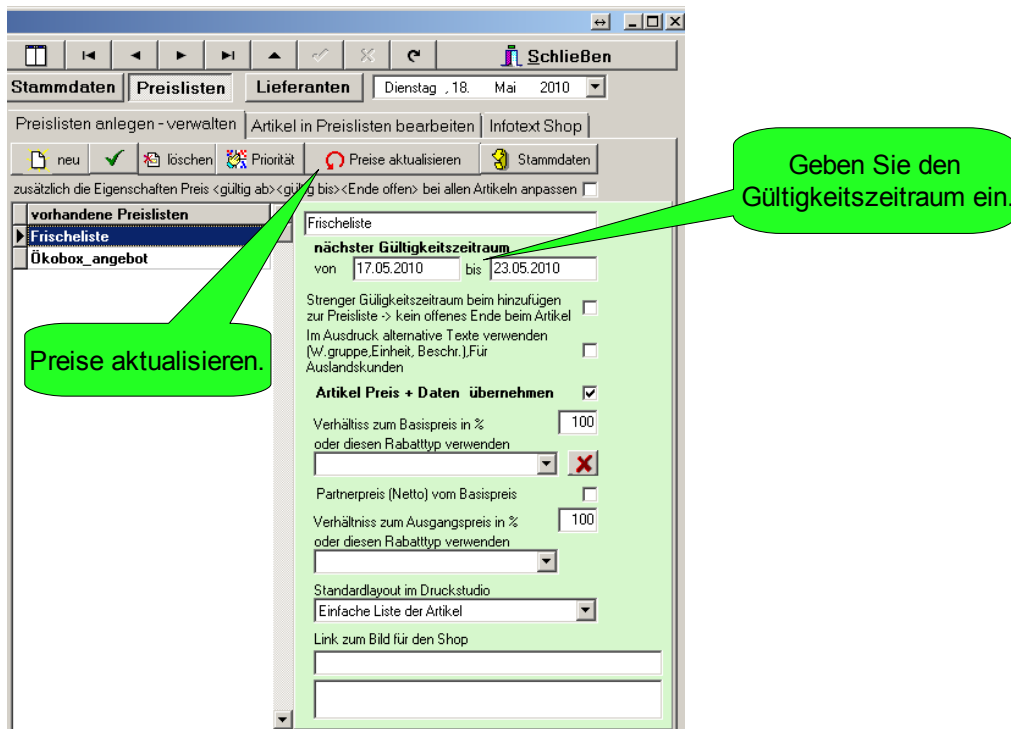 Schließen
Stammdaten Preislisten Lieferanten Dienstag , 18. Mai 2010
Preislisten anlegen - verwalten Artikel in Preislisten bearbeiten Infotext Shop
neu löschen Priorität Preise aktualisieren Stammdaten
zusätzlich die Eigenschaften Preis <gültig ab><gültig bis><Ende offen> bei allen Artikeln anpassen
Geben Sie den
Gültigkeitszeitraum ein.
vorhandene Preislisten
Frischeliste
Ökobox_angebot
Frischeliste
nächster Gültigkeitszeitraum
von 17.05.2010 bis 23.05.2010
Strenger Güligkeitszeitraum beim hinzufügen
zur Preisliste -> kein offenes Ende beim Artikel
Im Ausdruck alternative Texte verwenden
(W.gruppe,Einheit, Beschr.),Für
Auslandskunden
Preise aktualisieren.
Artikel Preis + Daten übernehmen
Verhältiss zum Basispreis in % 100
oder diesen Rabatttyp verwenden
Partnerpreis (Netto) vom Basispreis
Verhältniss zum Ausgangspreis in % 100
oder diesen Rabatttyp verwenden
Standardlayout im Druckstudio
Einfache Liste der Artikel
Link zum Bild für den Shop